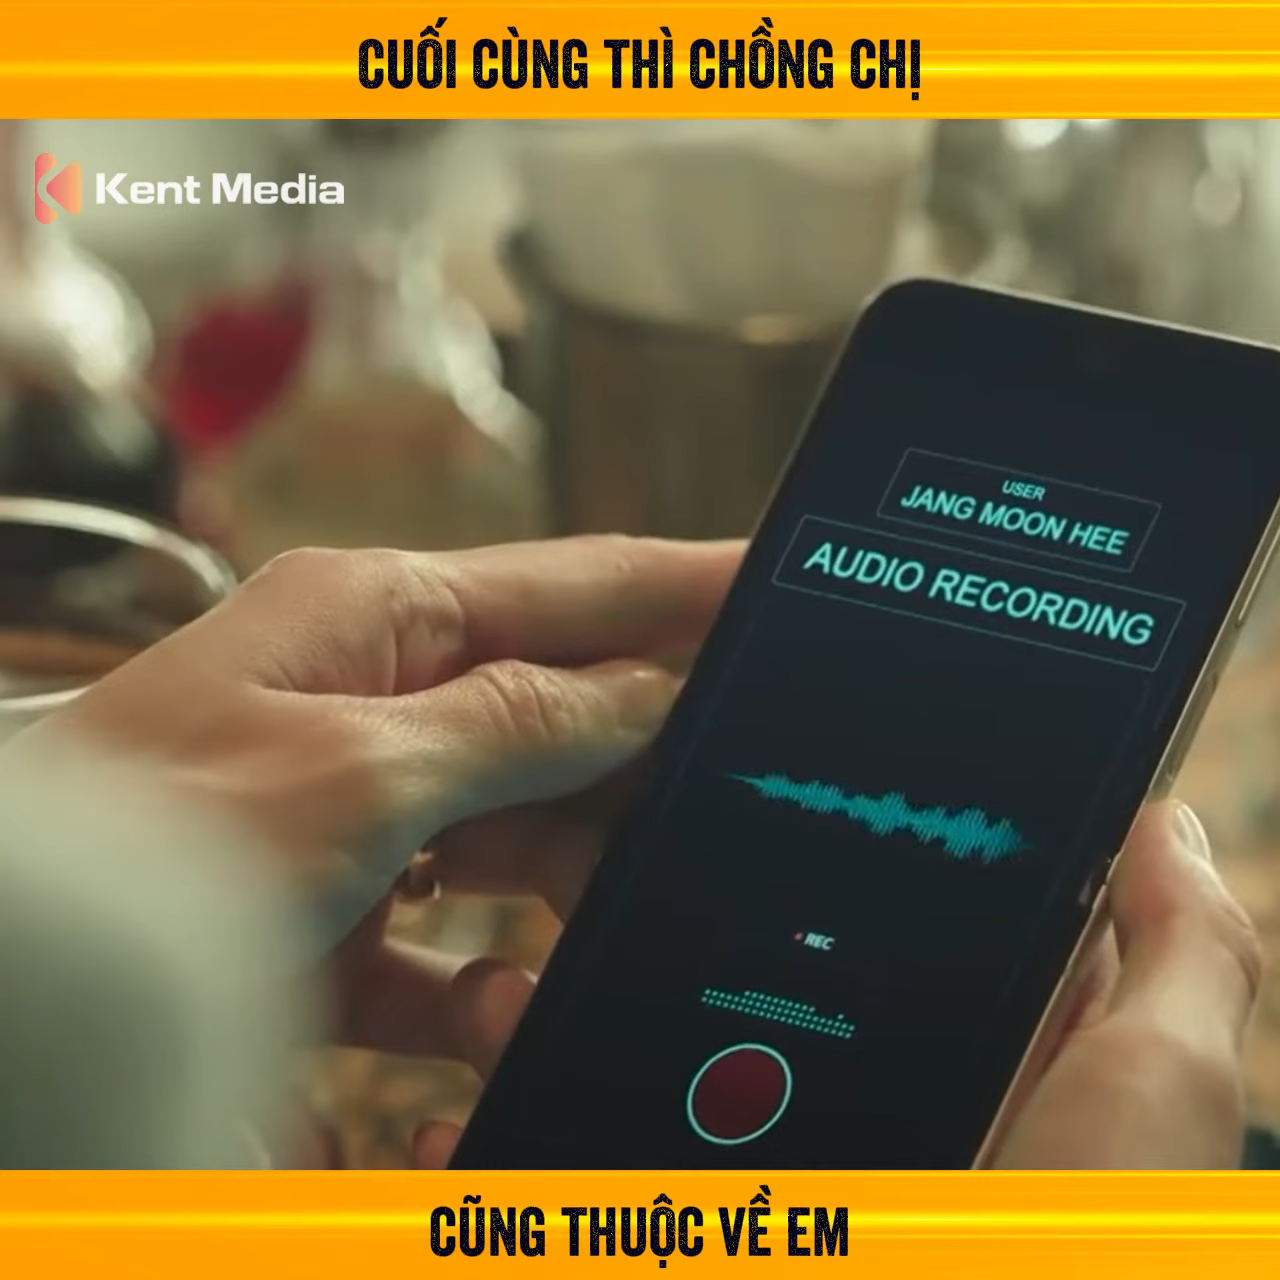 CUỐI CÙNG THÌ CHỒNG CHỊ
Kent Media
USER
JANG MOON HEE
AUDIO RECORDING
REC
CŨNG THUỘC VỀ EM